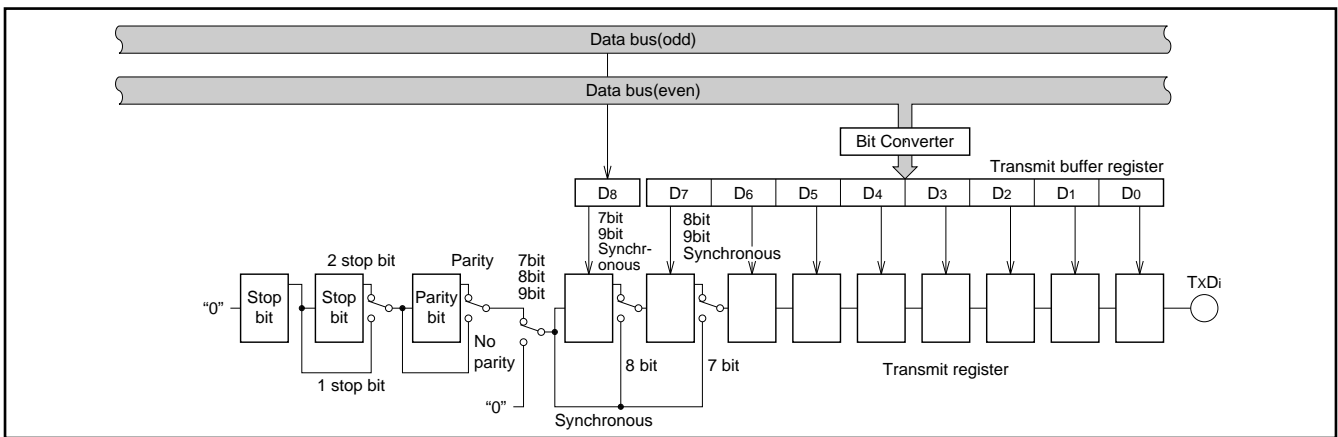 Data bus(odd)
Data bus(even)
Bit Converter
Transmit buffer register
D8
D7
D6
D5
D4
D3
D2
D1
D0
7bit
9bit
Synchr-
onous
8bit
9bit
Synchronous
2 stop bit
Parity
7bit
8bit
9bit
TxDi
“0”
Stop
bit
Stop
bit
Parity
bit
No
parity
1 stop bit
8 bit
7 bit
Transmit register
“0”
Synchronous